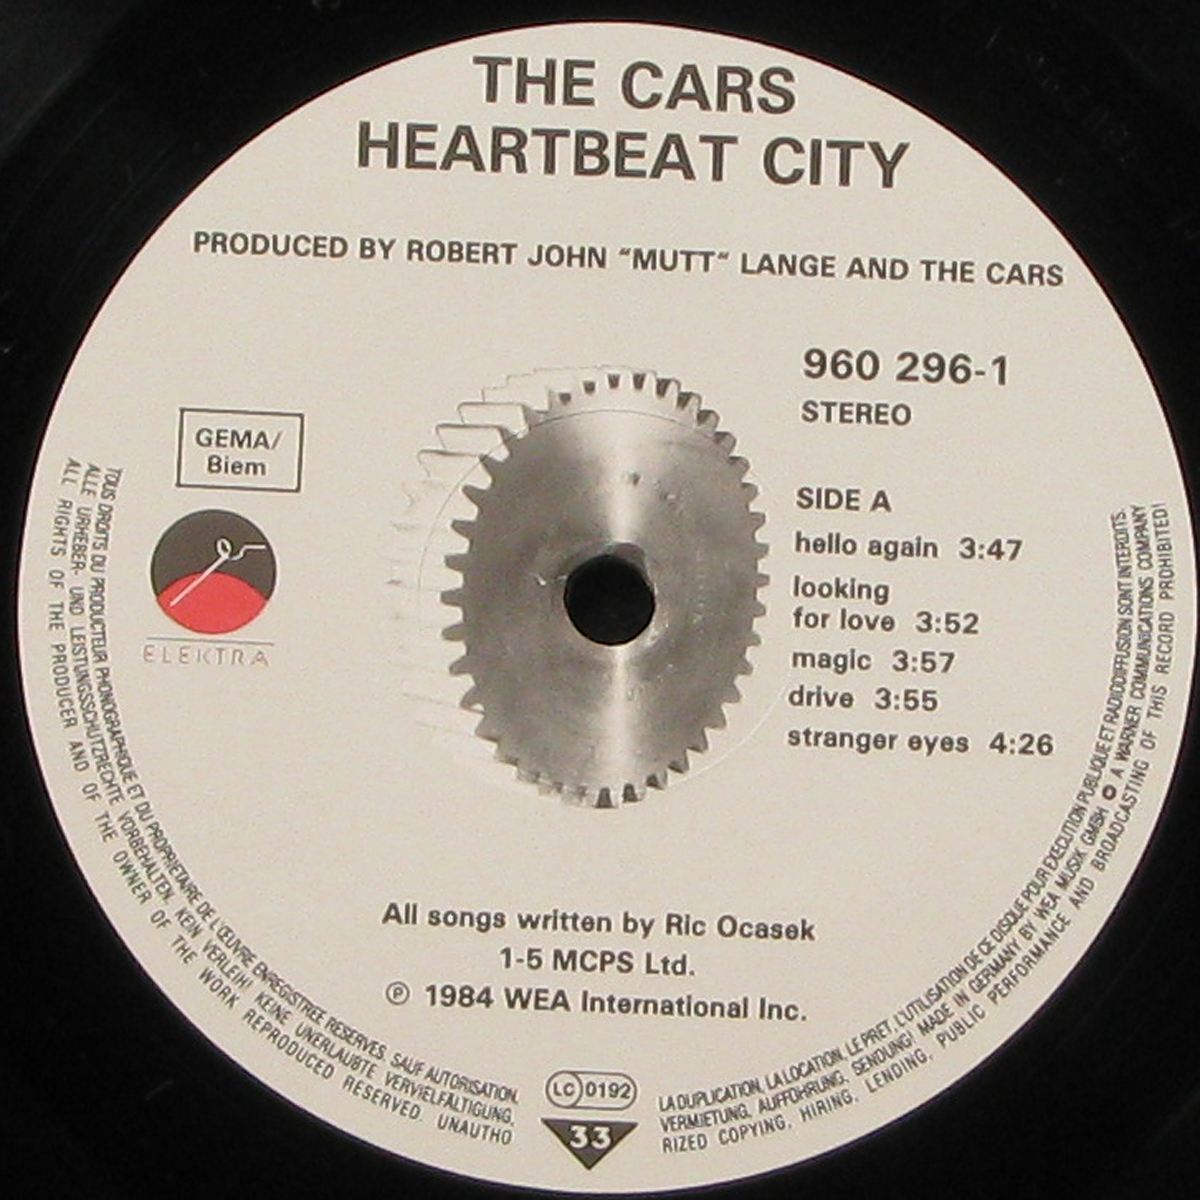 THE CARS
HEARTBEAT CITY
PRODUCED BY ROBERT JOHN “MUTT” LANGE AND THE CARS
960 296-1
STEREO
GEMA/
Biem
ELEKTRA
SIDE A
hello again 3:47
looking
for love 3:52
magic 3:57
drive 3:55
stranger eyes 4:26
All songs written by Ric Ocasek
1-5 MCPS Ltd.
Ⓟ 1984 WEA International Inc.
LC 0192
33
TOUS DROITS DU PRODUCTEUR PHONOGRAPHIQUE ET DU PROPRIETAIRE DE L'ŒUVRE ENREGISTREE RESERVES. SAUF AUTORISATION,
LA DUPLICATION, LA LOCATION, LE PRET, L'UTILISATION DE CE DISQUE POUR EXECUTION PUBLIQUE ET RADIODIFFUSION SONT INTERDITS.
ALLE URHEBER- UND LEISTUNGSSCHUTZRECHTE VORBEHALTEN. KEIN VERLEIH! KEINE UNERLAUBTE VERVIELFÄLTIGUNG,
VERMIETUNG, AUFFÜHRUNG, SENDUNG! MADE IN GERMANY BY WEA MUSIK GMBH A WARNER COMMUNICATIONS COMPANY
ALL RIGHTS OF THE PRODUCER AND OF THE OWNER OF THE WORK REPRODUCED RESERVED. UNAUTHO
RIZED COPYING, HIRING, LENDING, PUBLIC PERFORMANCE AND BROADCASTING OF THIS RECORD PROHIBITED!